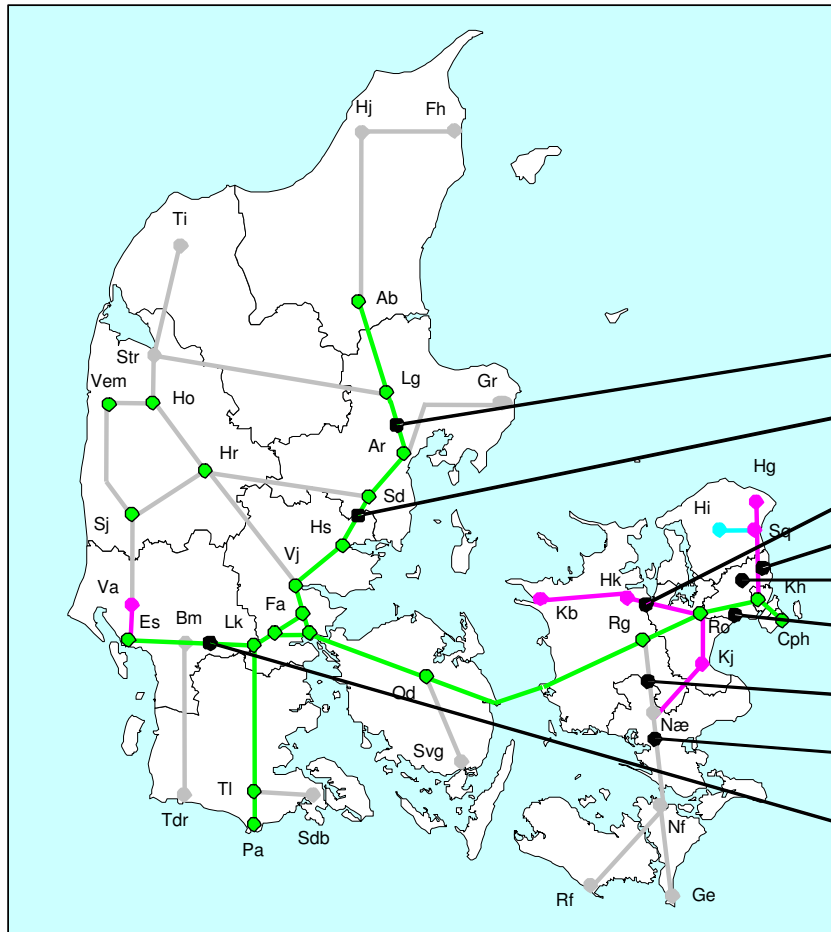 Hj
Fh
Ti
Ab
Str
Vem
Ho
Lg
Gr
Hr
Ar
Sd
Hg
Hi
Sj
Hs
Sq
Vj
Va
Hk
Kh
Bm
Lk
Fa
Kb
Rg
Ro
Es
Cph
Kj
Od
Næ
Svg
Tl
Tdr
Sdb
Nf
Pa
Rf
Ge